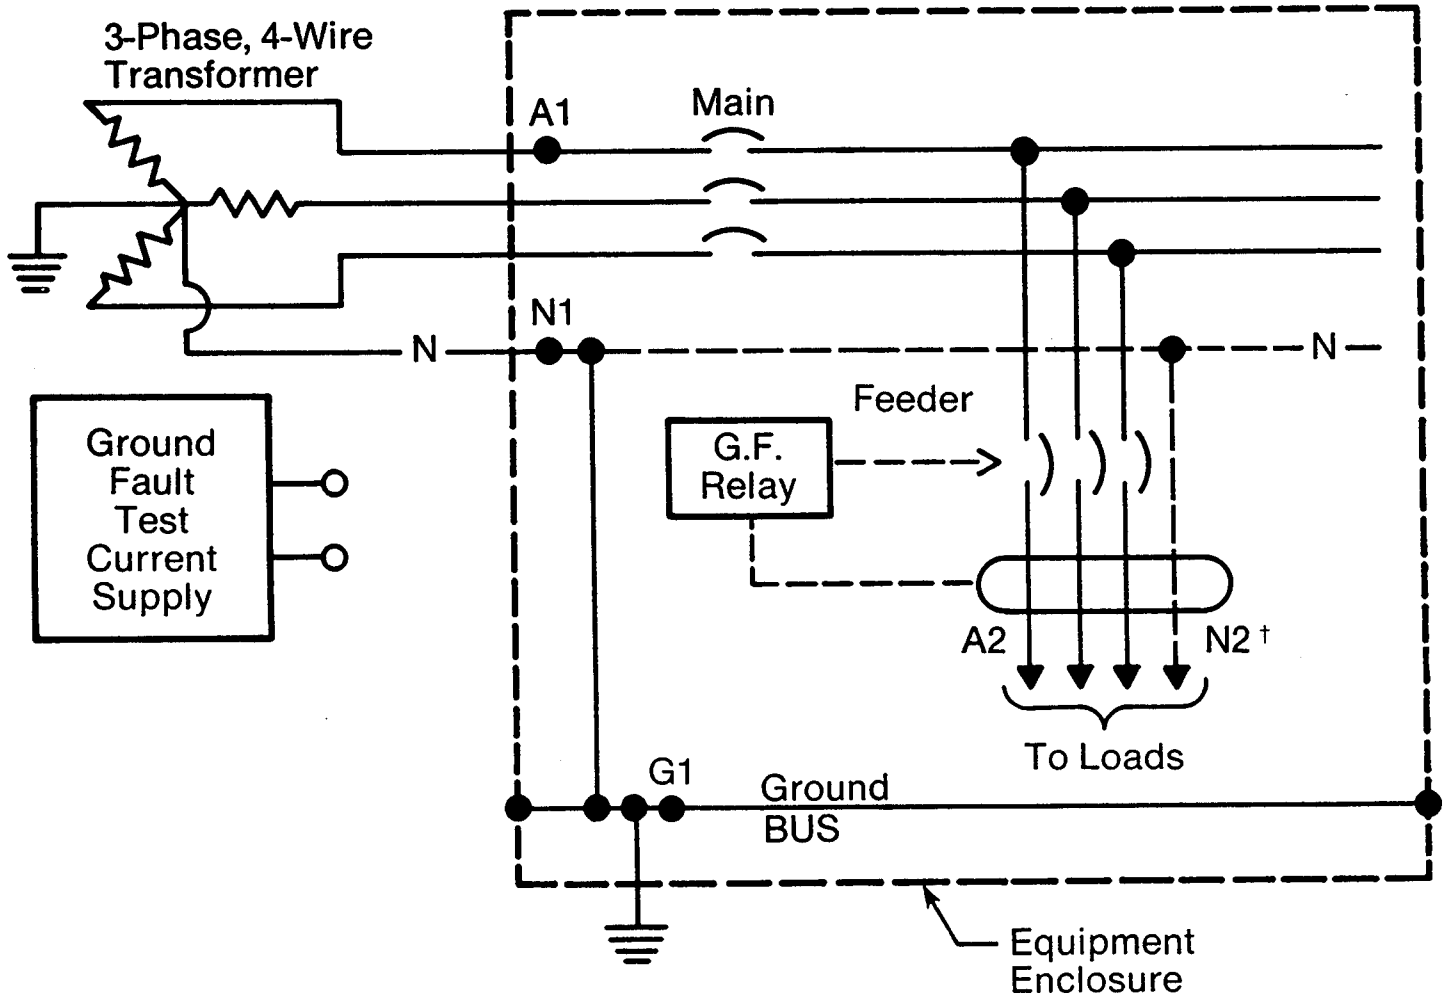 3-Phase, 4-Wire
Transformer
A1
Main
N1
N
N
Feeder
G.F.
Relay
Ground
Fault
Test
Current
Supply
A2
N2 †
To Loads
G1
Ground
BUS
Equipment
Enclosure